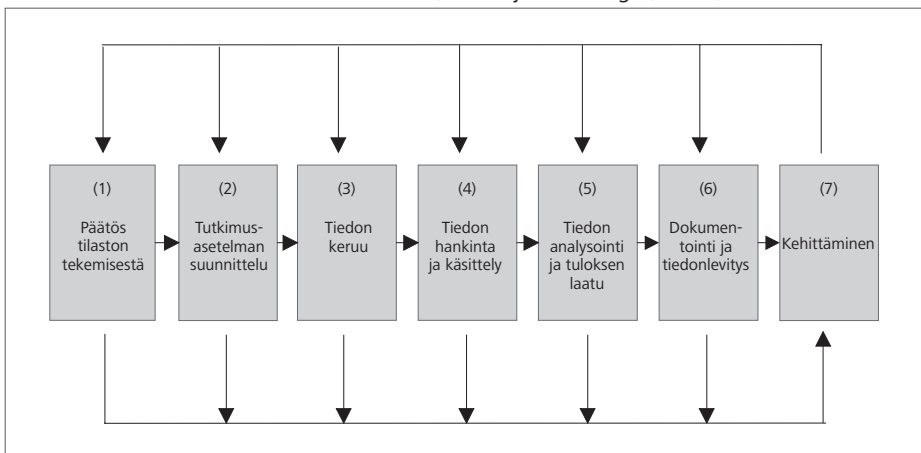 (1)
Päätös
tilaston
tekemisestä
(2)
Tutkimus-
asetelman
suunnittelu
(3)
Tiedon
keruu
(4)
Tiedon
hankinta
ja käsittely
(5)
Tiedon
analysointi
ja tuloksen
laatu
(6)
Dokumen-
tointi ja
tiedonlevitys
(7)
Kehittäminen